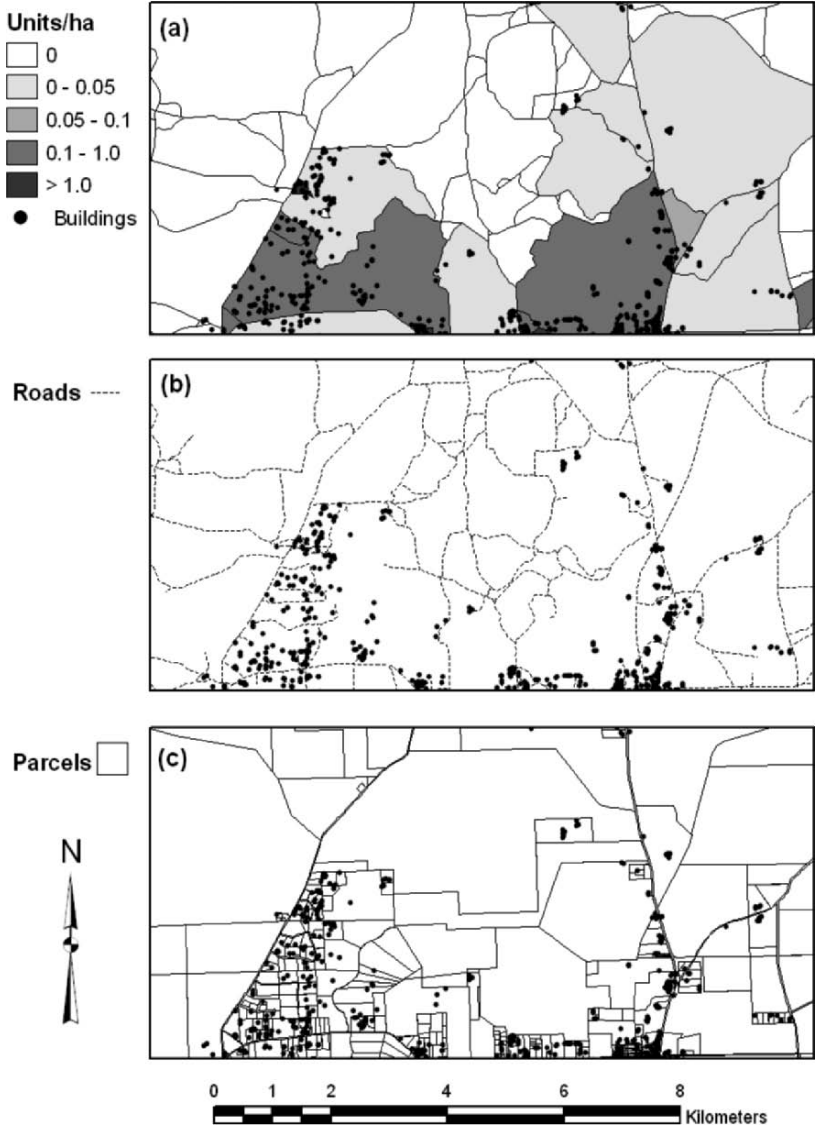 Units/ha
0
0 - 0.05
0.05 - 0.1
0.1 - 1.0
> 1.0
Buildings
(a)
Roads
(b)
Parcels
(c)
N
0 1 2 4 6 8
Kilometers